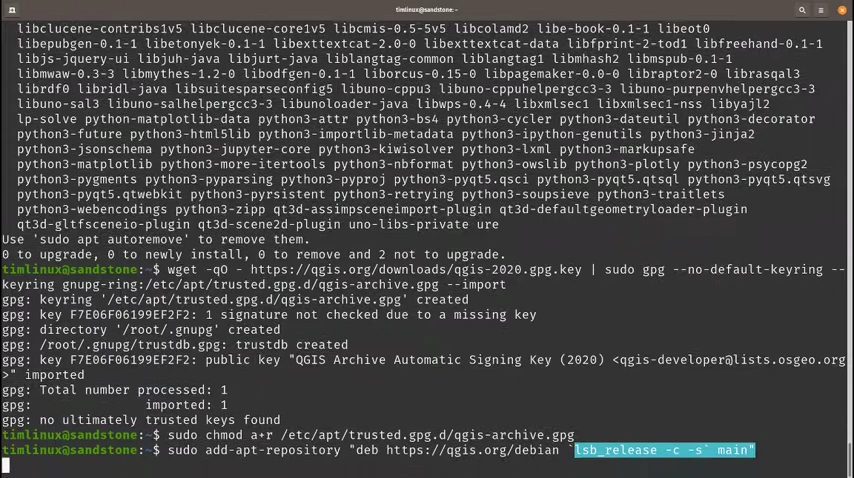 timlinux@sandstone: ~
libclucene-contribs1v5 libclucene-core1v5 libcmis-0.5-5v5 libcolamd2 libe-book-0.1-1 libeot0
libepubgen-0.1-1 libetonyek-0.1-1 libexttextcat-2.0-0 libexttextcat-data libfprint-2-tod1 libfreehand-0.1-1
libjs-jquery-ui libjuh-java libjurt-java liblangtag-common liblangtag1 libmhash2 libmspub-0.1-1
libmwaw-0.3-3 libmythes-1.2-0 libodfgen-0.1-1 liborcus-0.15-0 libpagemaker-0.0-0 libraptor2-0 librasqal3
librdf0 libridl-java libsuitesparseconfig5 libuno-cppu3 libuno-cppuhelpergcc3-3 libuno-purpenvhelpergcc3-3
libuno-sal3 libuno-salhelpergcc3-3 libunoloader-java libwps-0.4-4 libxmlsec1 libxmlsec1-nss libyajl2
lp-solve python-matplotlib-data python3-attr python3-bs4 python3-cycler python3-dateutil python3-decorator
python3-future python3-html5lib python3-importlib-metadata python3-ipython-genutils python3-jinja2
python3-jsonschema python3-jupyter-core python3-kiwisolver python3-lxml python3-markupsafe
python3-matplotlib python3-more-itertools python3-nbformat python3-owslib python3-plotly python3-psycopg2
python3-pygments python3-pyparsing python3-pyproj python3-pyqt5.qsci python3-pyqt5.qtsql python3-pyqt5.qtsvg
python3-pyqt5.qtwebkit python3-pyrsistent python3-retrying python3-soupsieve python3-traitlets
python3-webencodings python3-zipp qt3d-assimpsceneimport-plugin qt3d-defaultgeometryloader-plugin
qt3d-gltfsceneio-plugin qt3d-scene2d-plugin uno-libs-private ure
Use 'sudo apt autoremove' to remove them.
0 to upgrade, 0 to newly install, 0 to remove and 2 not to upgrade.
timlinux@sandstone:~$ wget -qO - https://qgis.org/downloads/qgis-2020.gpg.key | sudo gpg --no-default-keyring --
keyring gnupg-ring:/etc/apt/trusted.gpg.d/qgis-archive.gpg --import
gpg: keyring '/etc/apt/trusted.gpg.d/qgis-archive.gpg' created
gpg: key F7E06F06199EF2F2: 1 signature not checked due to a missing key
gpg: directory '/root/.gnupg' created
gpg: /root/.gnupg/trustdb.gpg: trustdb created
gpg: key F7E06F06199EF2F2: public key "QGIS Archive Automatic Signing Key (2020) <qgis-developer@lists.osgeo.org
>" imported
gpg: Total number processed: 1
gpg:               imported: 1
gpg: no ultimately trusted keys found
timlinux@sandstone:~$ sudo chmod a+r /etc/apt/trusted.gpg.d/qgis-archive.gpg
timlinux@sandstone:~$ sudo add-apt-repository "deb https://qgis.org/debian `lsb_release -c -s` main"